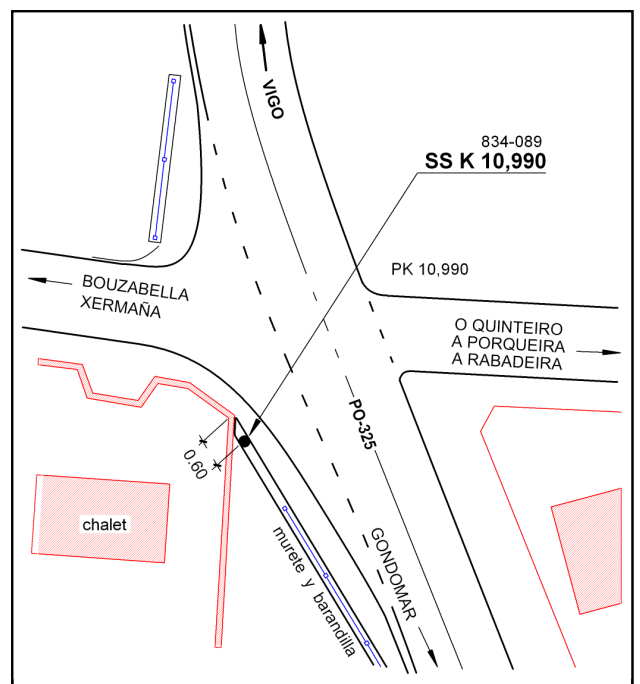 VIGO
834-089
SS K 10,990
PK 10,990
BOUZABELLA
XERMAÑA
O QUINTEIRO
A PORQUEIRA
A RABADEIRA
PO-325
0.60
chalet
murete y barandilla
GONDOMAR